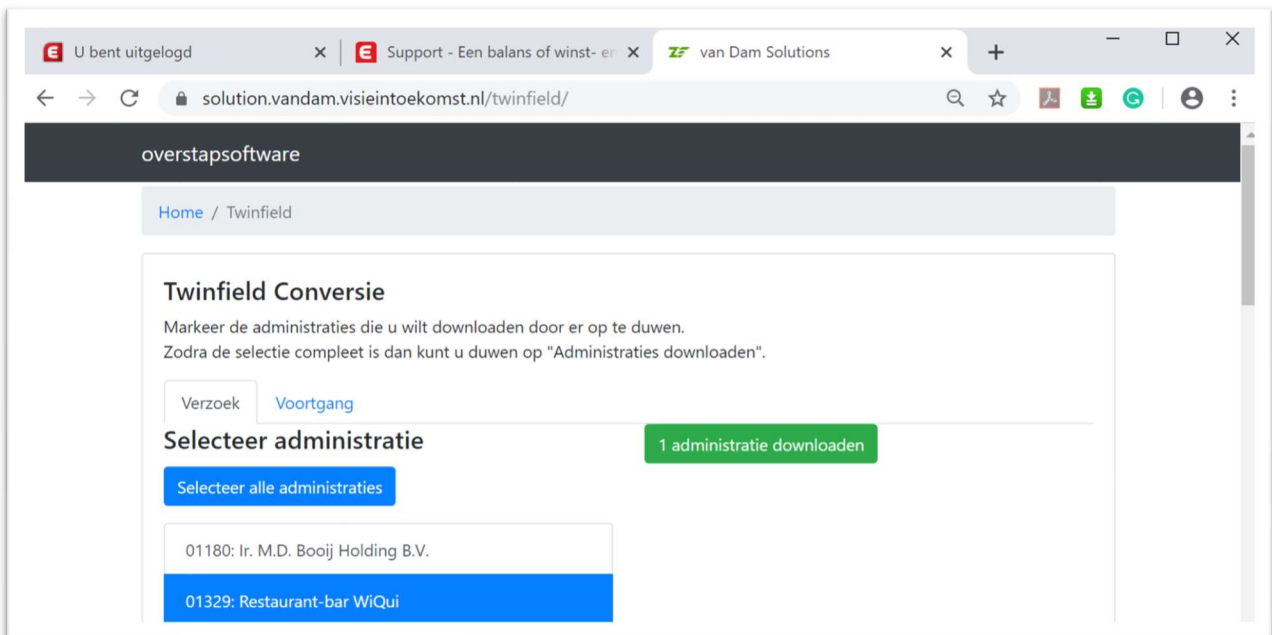 U bent uitgelogd
Support - Een balans of winst- en
van Dam Solutions
solution.vandam.visieintoekomst.nl/twinfield/
overstapsoftware
Home / Twinfield
Twinfield Conversie
Markeer de administraties die u wilt downloaden door er op te duwen.
Zodra de selectie compleet is dan kunt u duwen op "Administraties downloaden".
Verzoek Voortgang
Selecteer administratie
1 administratie downloaden
Selecteer alle administraties
01180: Ir. M.D. Booij Holding B.V.
01329: Restaurant-bar WiQui